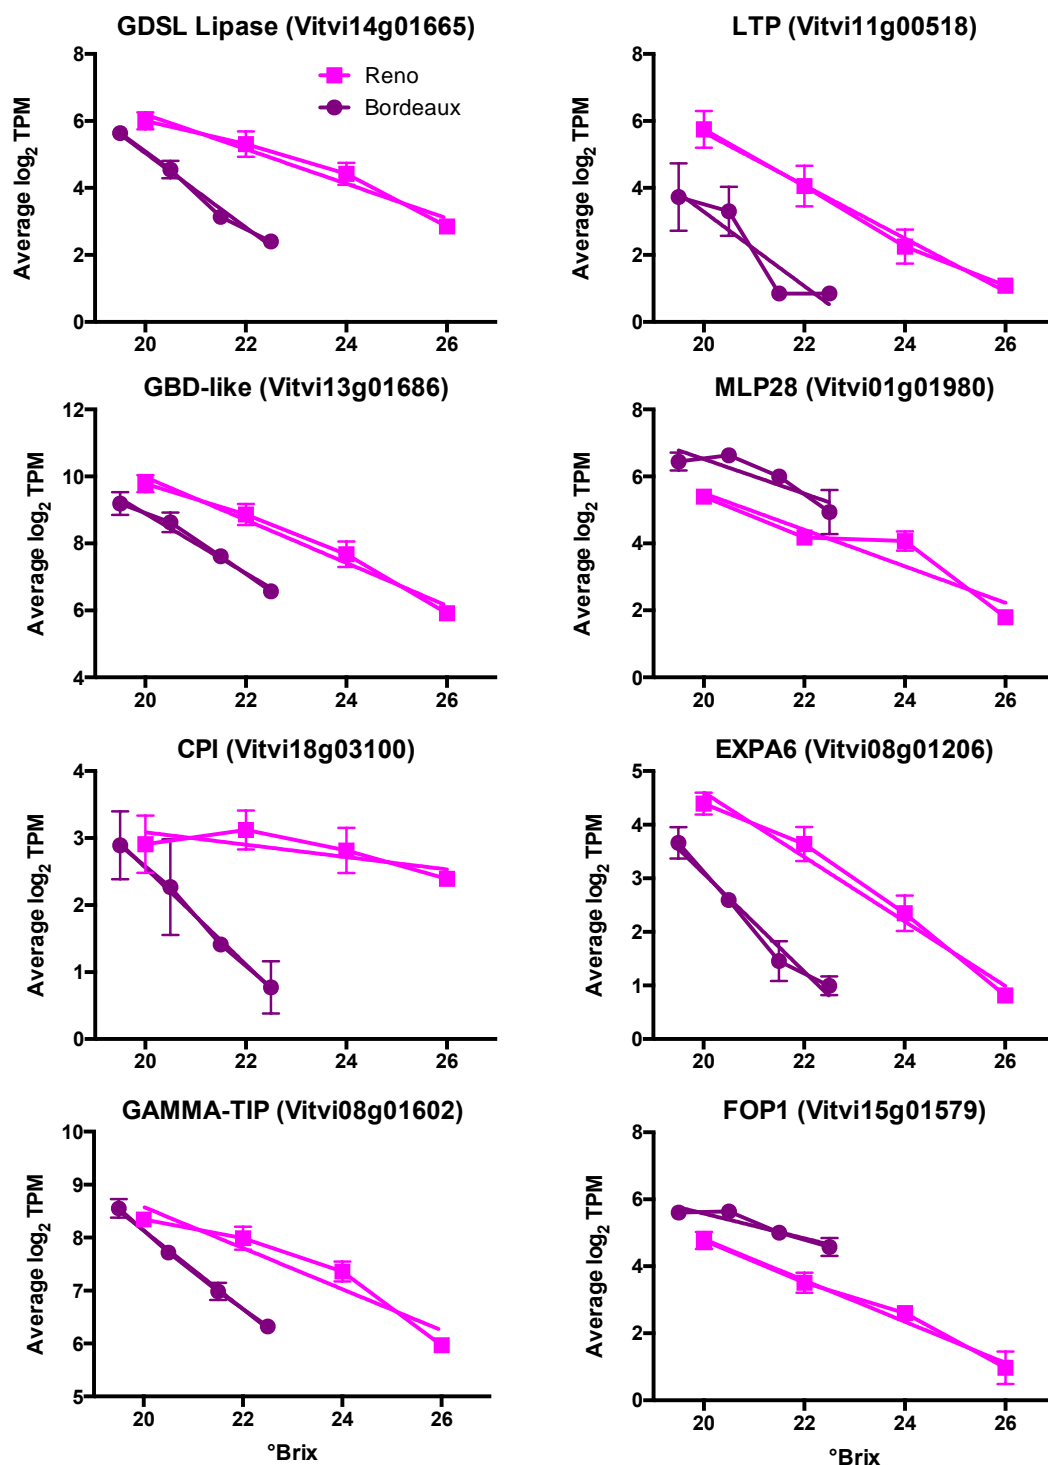 GDSL Lipase (Vitvi14g01665)
Average log2 TPM
8
6
4
2
0
Reno
Bordeaux
20 22 24 26
LTP (Vitvi11g00518)
Average log2 TPM
8
6
4
2
0
20 22 24 26
GBD-like (Vitvi13g01686)
Average log2 TPM
12
10
8
6
4
20 22 24 26
MLP28 (Vitvi01g01980)
Average log2 TPM
8
6
4
2
0
20 22 24 26
CPI (Vitvi18g03100)
Average log2 TPM
4
3
2
1
0
20 22 24 26
EXPA6 (Vitvi08g01206)
Average log2 TPM
5
4
3
2
1
0
20 22 24 26
GAMMA-TIP (Vitvi08g01602)
Average log2 TPM
10
9
8
7
6
5
20 22 24 26
°Brix
FOP1 (Vitvi15g01579)
Average log2 TPM
8
6
4
2
0
20 22 24 26
°Brix